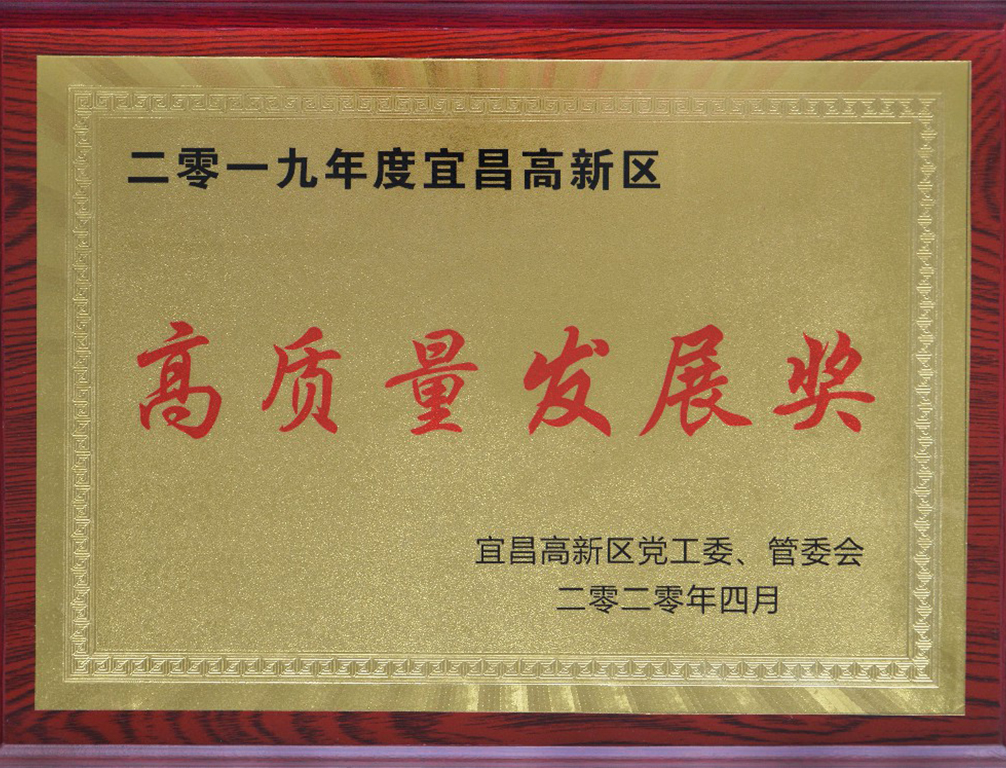 二零一九年度宜昌高新区
高质量发展奖
宜昌高新区党工委、管委会
二零二零年四月